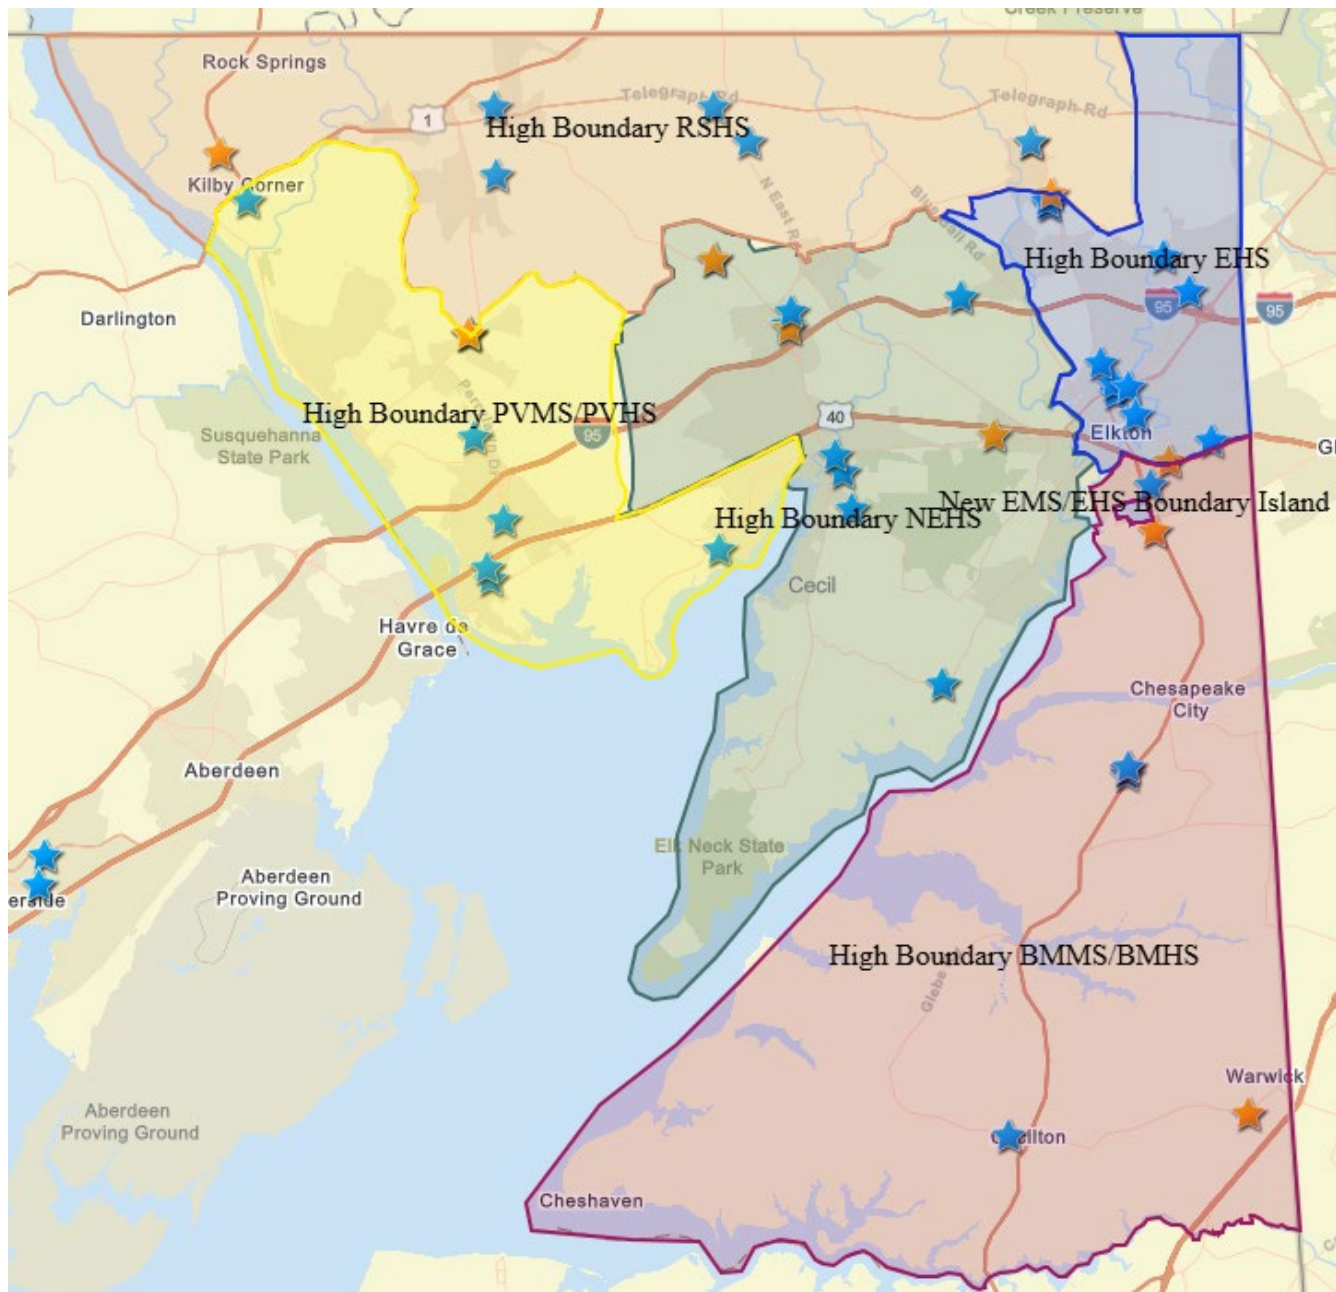 Creek Preserve
Rock Springs
Telegraph Rd
Telegraph Rd
1
High Boundary RSHS
Kilby Corner
N East Rd
Blue Ball Rd
High Boundary EHS
Darlington
95
95
High Boundary PVMS/PVHS
40
Susquehanna
State Park
95
Elkton
New EMS/EHS Boundary Island
High Boundary NEHS
Cecil
Havre de
Grace
Chesapeake
City
Aberdeen
Elk Neck State
Park
Aberdeen
Proving Ground
erside
High Boundary BMMS/BMHS
Glebe
Aberdeen
Proving Ground
Warwick
Cheshaven